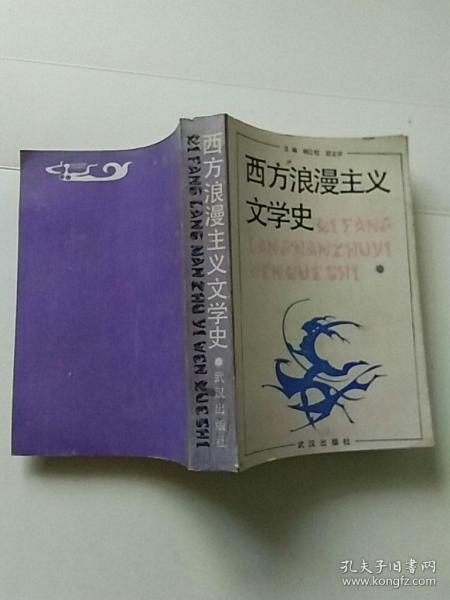 主编 杨江柱 胡正学
西方浪漫主义
文学史
XI FANG
LANG MAN ZHU YI
WEN XUE SHI
武汉出版社
西方浪漫主义文学史
武汉出版社
XI FANG LANG MAN ZHU YI WEN XUE SHI
孔夫子旧书网
www.kongfz.com